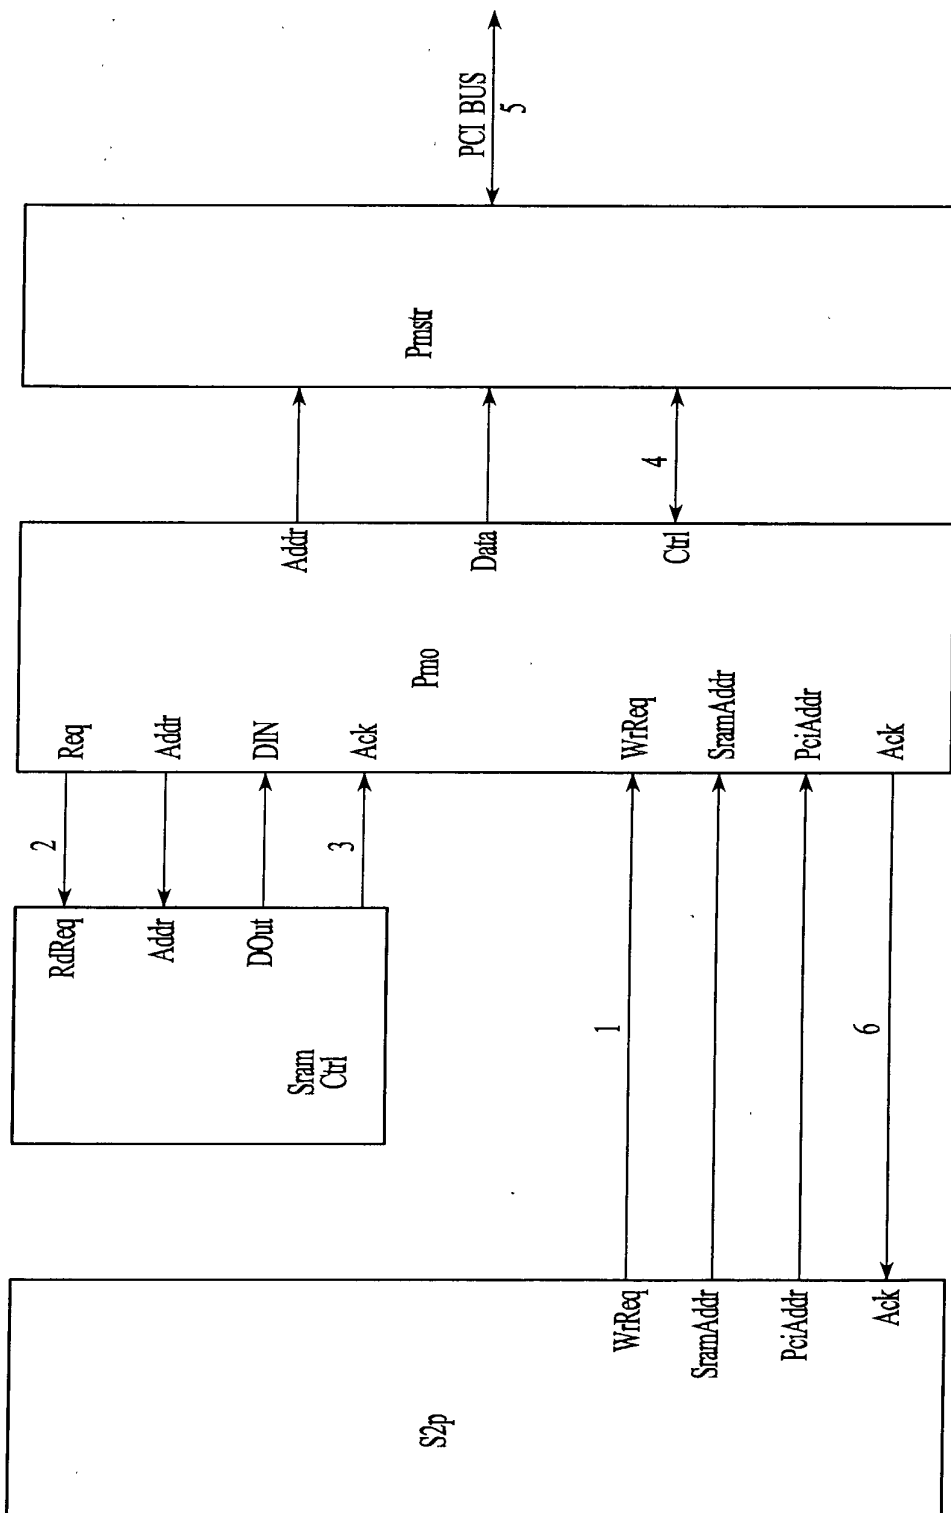 S2p
WrReq
SramAddr
PciAddr
Ack
1
6
Sram
Ctrl
RdReq
Addr
DOut
2
3
Req
Addr
DIN
Ack
WrReq
SramAddr
PciAddr
Ack
Pmo
Addr
Data
Ctrl
4
Pmstr
PCI BUS
5